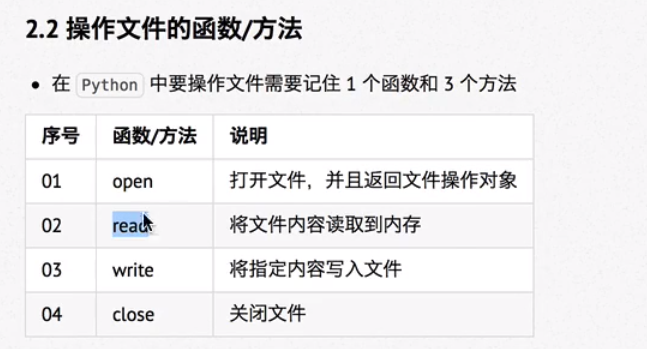 2.2 操作文件的函数/方法
• 在 Python 中要操作文件需要记住 1 个函数和 3 个方法
序号 函数/方法 说明
01 open 打开文件，并且返回文件操作对象
02 read 将文件内容读取到内存
03 write 将指定内容写入文件
04 close 关闭文件